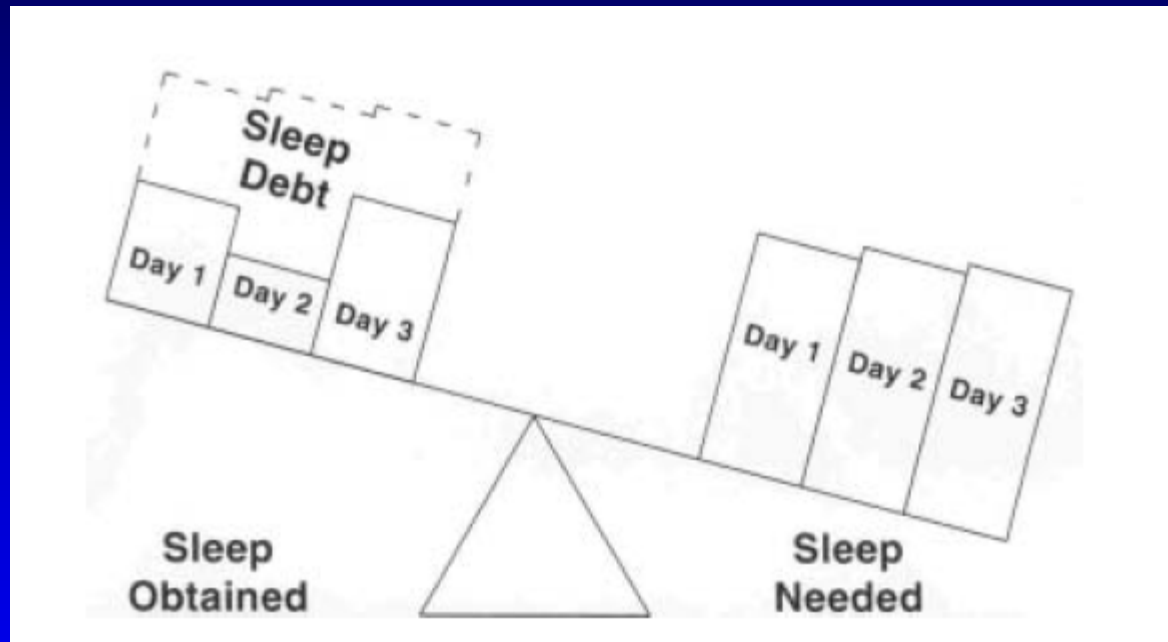 Sleep
Debt
Day 1
Day 2
Day 3
Day 1
Day 2
Day 3
Sleep
Obtained
Sleep
Needed